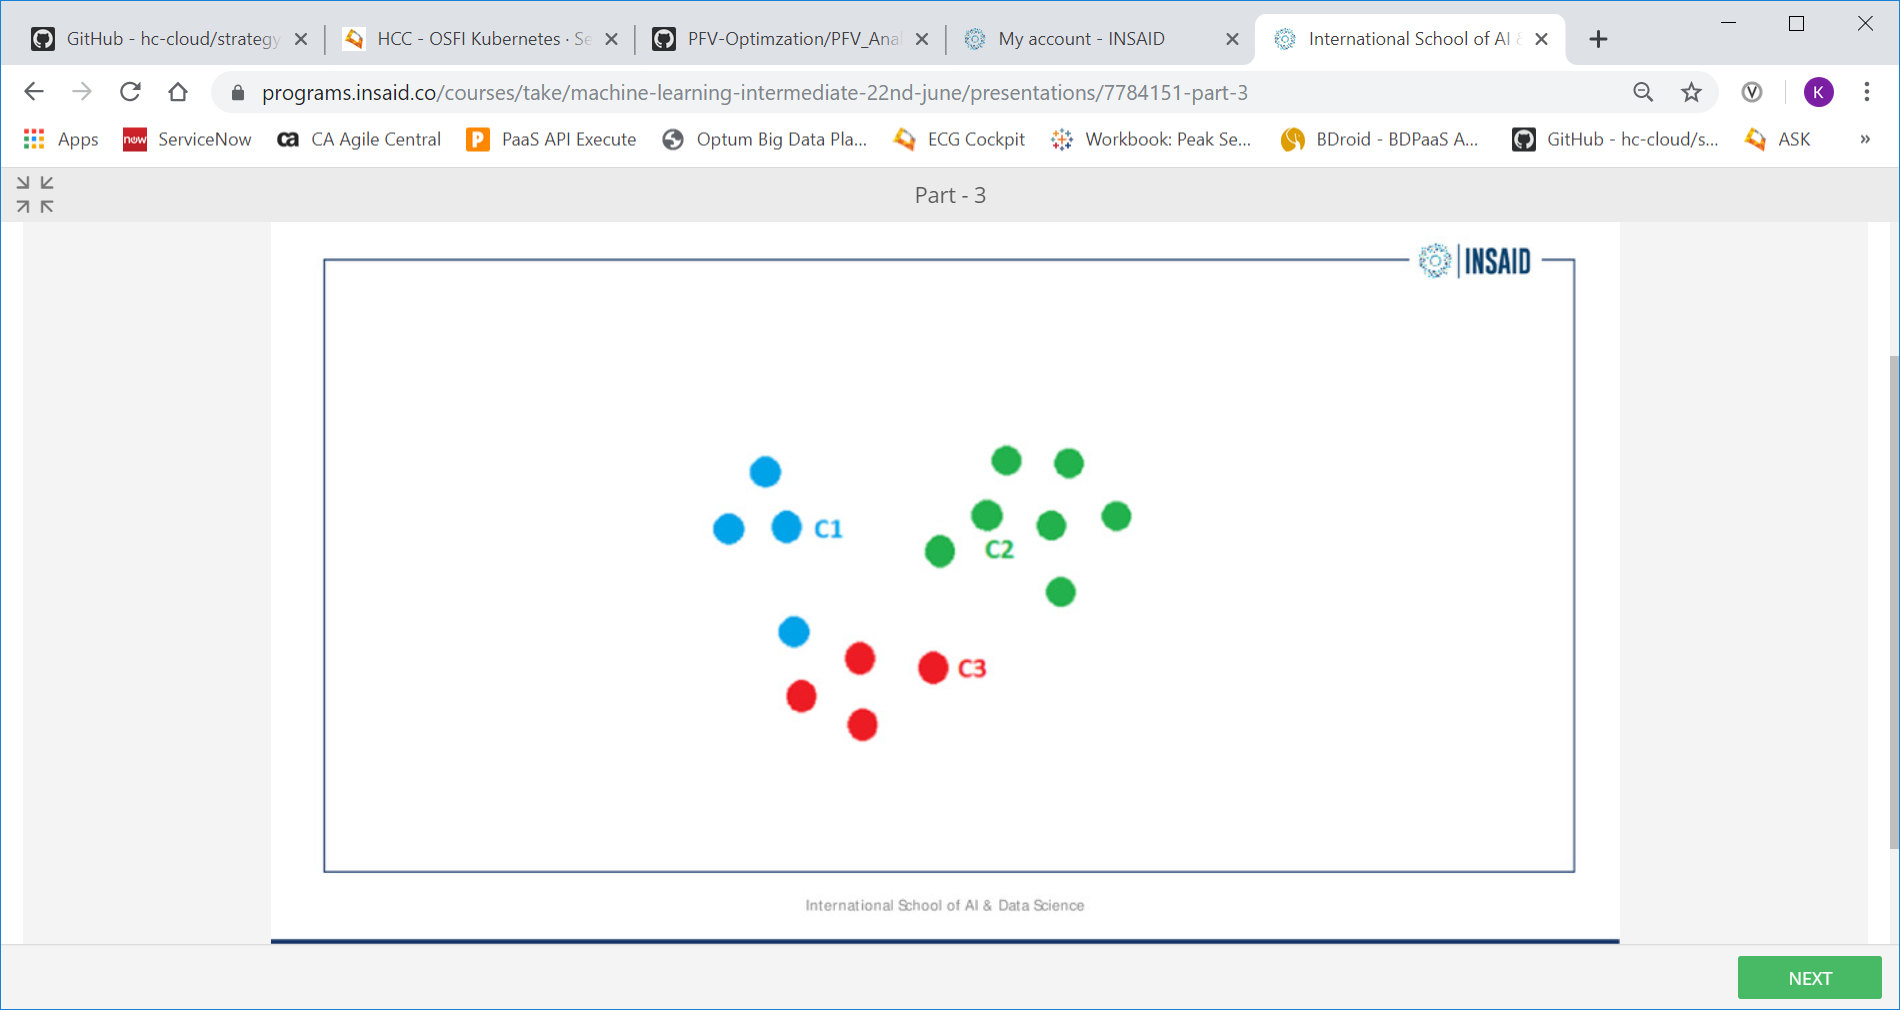 GitHub - hc-cloud/strategy
HCC - OSFI Kubernetes · Se
PFV-Optimzation/PFV_Anal
My account - INSAID
International School of AI &
programs.insaid.co/courses/take/machine-learning-intermediate-22nd-june/presentations/7784151-part-3
V
K
Apps
now
ServiceNow
ca
CA Agile Central
P
PaaS API Execute
Optum Big Data Pla...
ECG Cockpit
Workbook: Peak Se...
BDroid - BDPaaS A...
GitHub - hc-cloud/s...
ASK
»
Part - 3
INSAID
C1
C2
C3
International School of AI & Data Science
NEXT